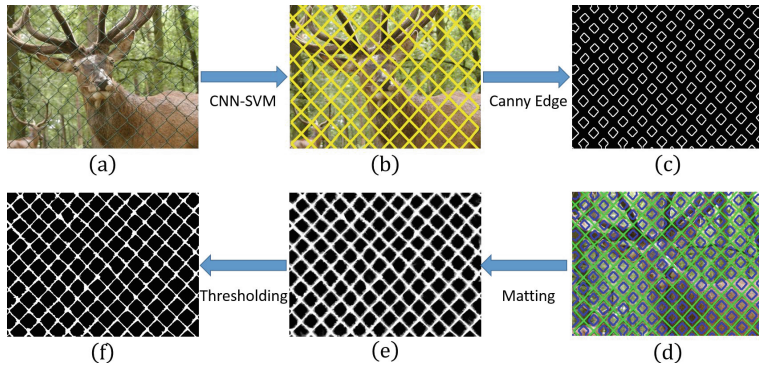 CNN-SVM
Canny Edge
(a)
(b)
(c)
Thresholding
Matting
(f)
(e)
(d)